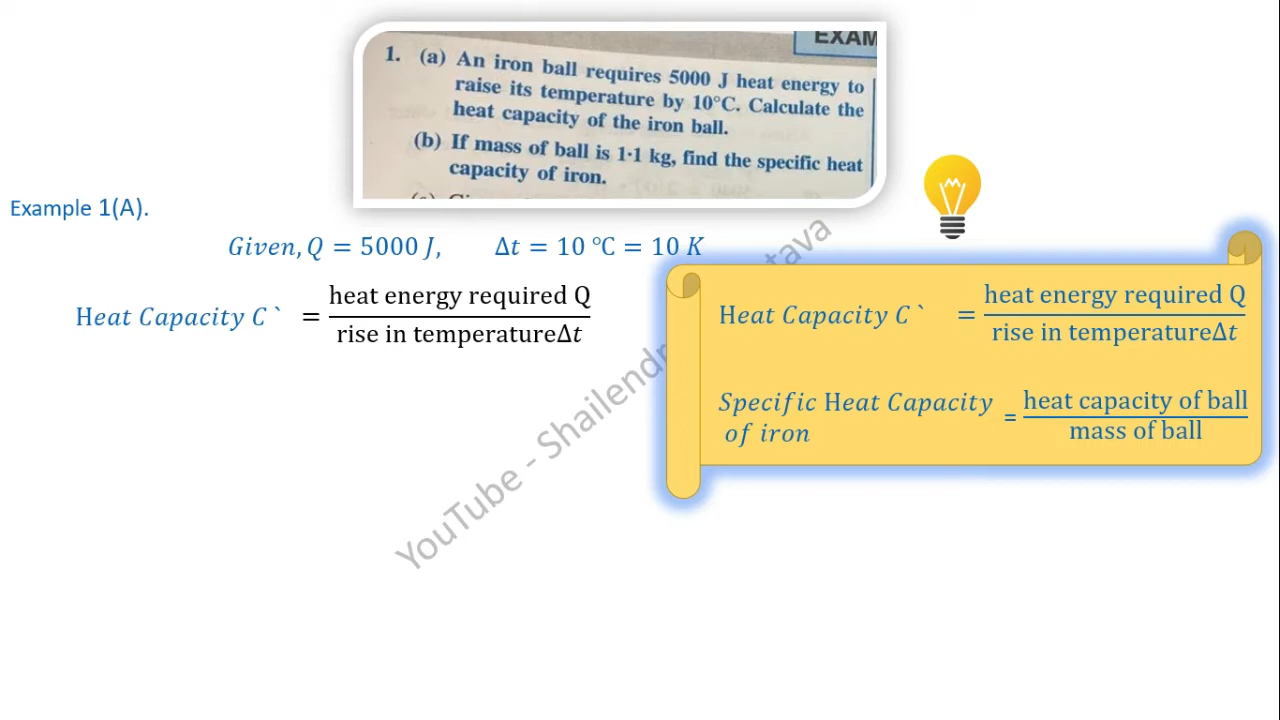 EXAM
1. (a) An iron ball requires 5000 J heat energy to
raise its temperature by 10°C. Calculate the
heat capacity of the iron ball.
(b) If mass of ball is 1·1 kg, find the specific heat
capacity of iron.
Example 1(A).
Given, Q = 5000 J, Δt = 10 °C = 10 K
Heat Capacity C` = heat energy required Q
rise in temperatureΔt
Heat Capacity C` = heat energy required Q
rise in temperatureΔt
Specific Heat Capacity
of iron = heat capacity of ball
mass of ball
YouTube - Shailendr
tava